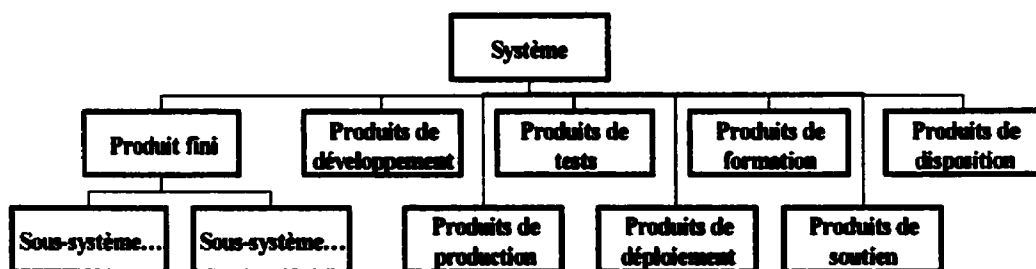 Système
Produit fini
Produits de
développement
Produits de
tests
Produits de
formation
Produits de
disposition
Sous-système…
Sous-système…
Produits de
production
Produits de
déploiement
Produits de
soutien